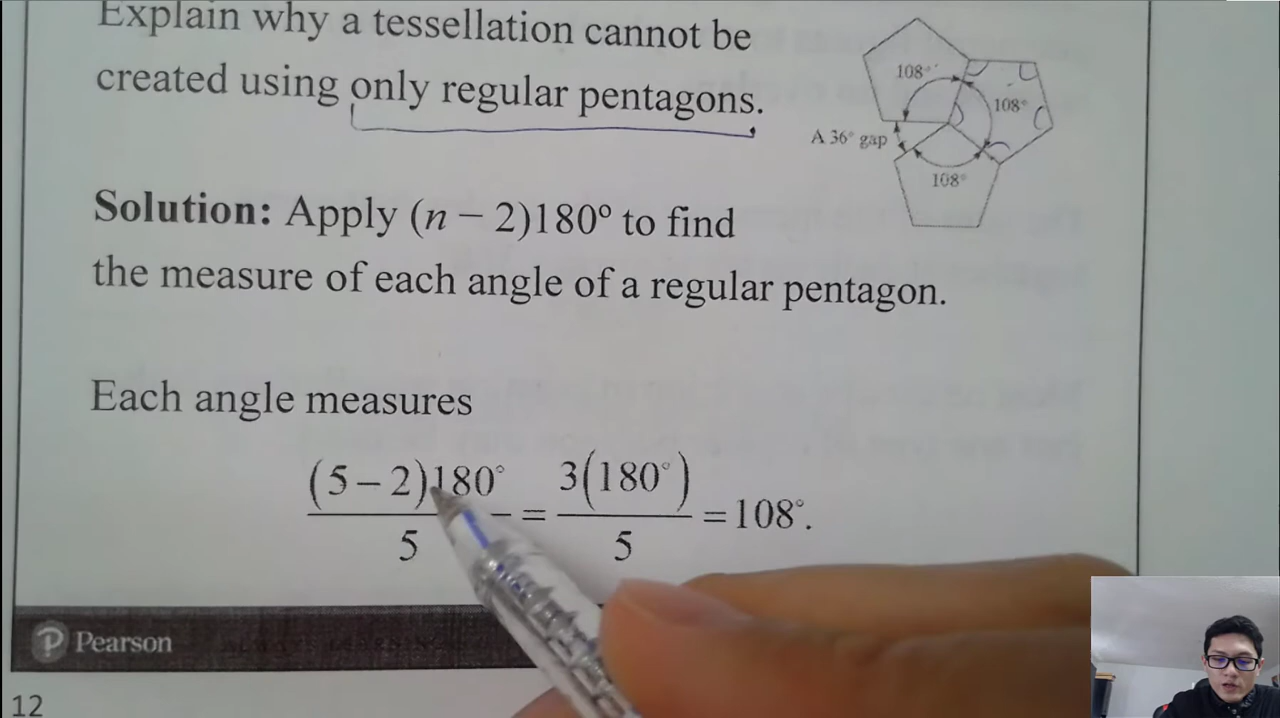 Explain why a tessellation cannot be
created using only regular pentagons.
108°
108°
A 36° gap
108°
Solution: Apply (n − 2)180° to find
the measure of each angle of a regular pentagon.
Each angle measures
(5 − 2)180° / 5 = 3(180°) / 5 = 108°.
Pearson
12